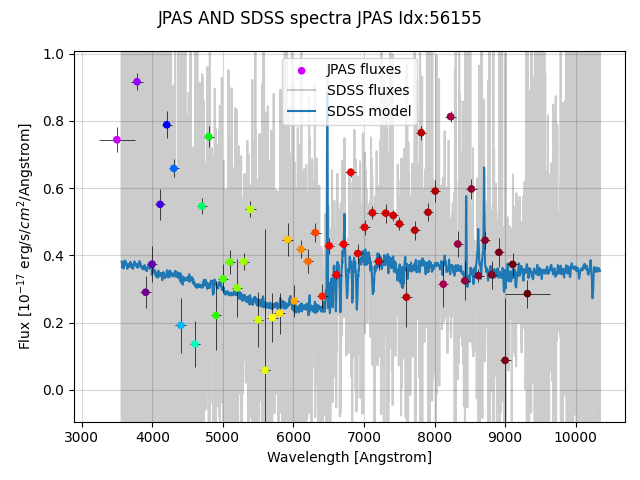 JPAS AND SDSS spectra JPAS Idx:56155
JPAS fluxes
SDSS fluxes
SDSS model
1.0
0.8
0.6
0.4
0.2
0.0
Flux [10⁻¹⁷ erg/s/cm²/Angstrom]
3000 4000 5000 6000 7000 8000 9000 10000
Wavelength [Angstrom]